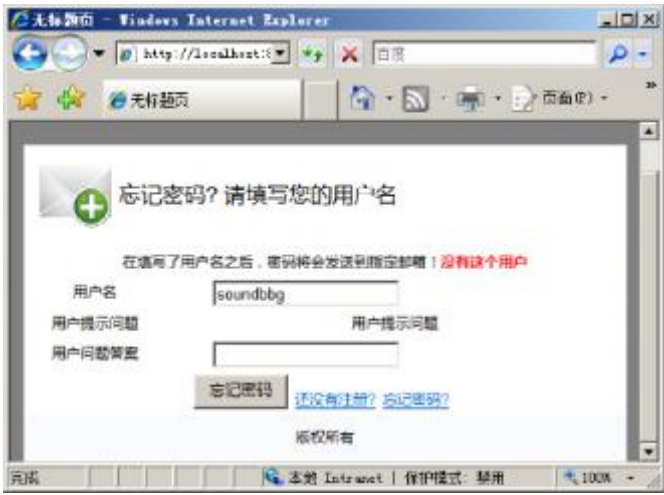 无标题页 - Windows Internet Explorer
http://localhost:8
百度
无标题页
页面(P)
忘记密码? 请填写您的用户名
在填写了用户名之后，密码将会发送到指定邮箱！没有这个用户
用户名 soundbbg
用户提示问题 用户提示问题
用户问题答案
忘记密码 还没有注册? 忘记密码?
版权所有
完成 本地 Intranet | 保护模式: 禁用 100%